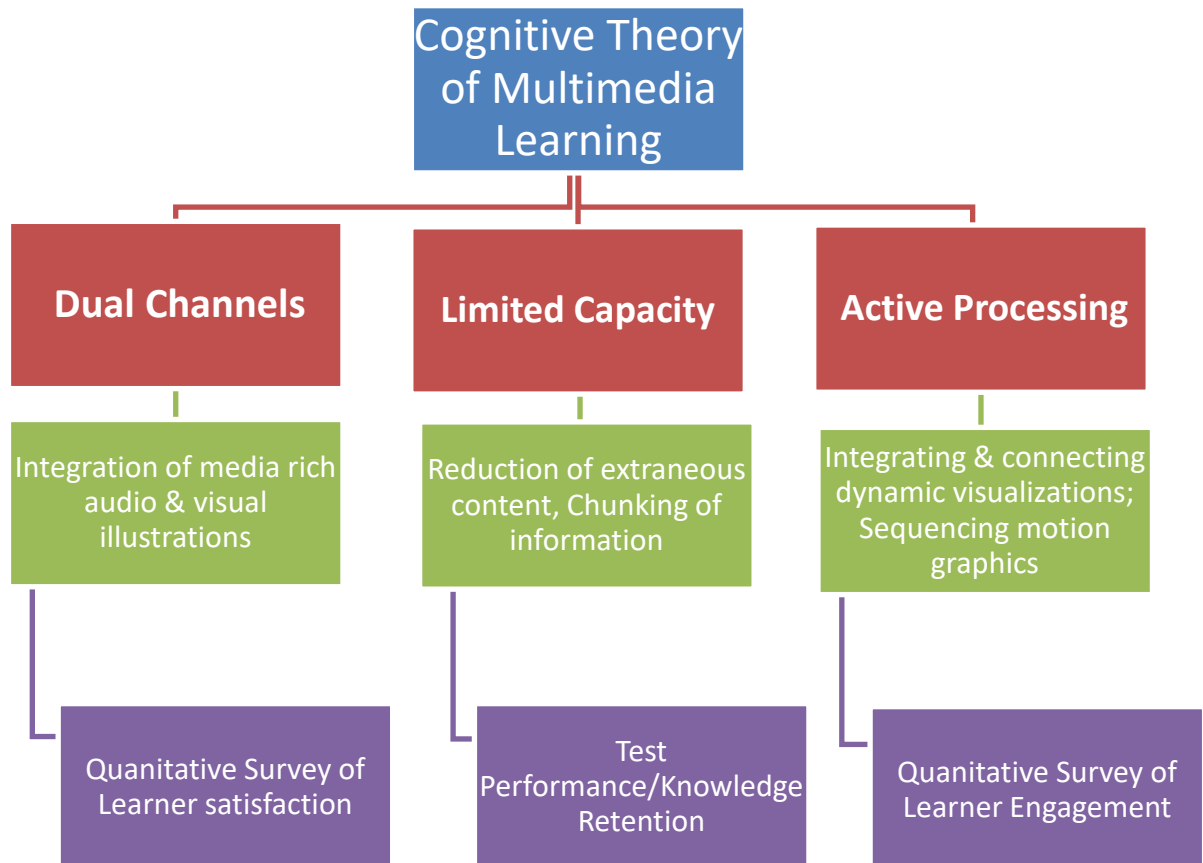 Cognitive Theory
of Multimedia
Learning
Dual Channels
Limited Capacity
Active Processing
Integration of media rich
audio & visual
illustrations
Reduction of extraneous
content, Chunking of
information
Integrating & connecting
dynamic visualizations;
Sequencing motion
graphics
Quanitative Survey of
Learner satisfaction
Test
Performance/Knowledge
Retention
Quanitative Survey of
Learner Engagement